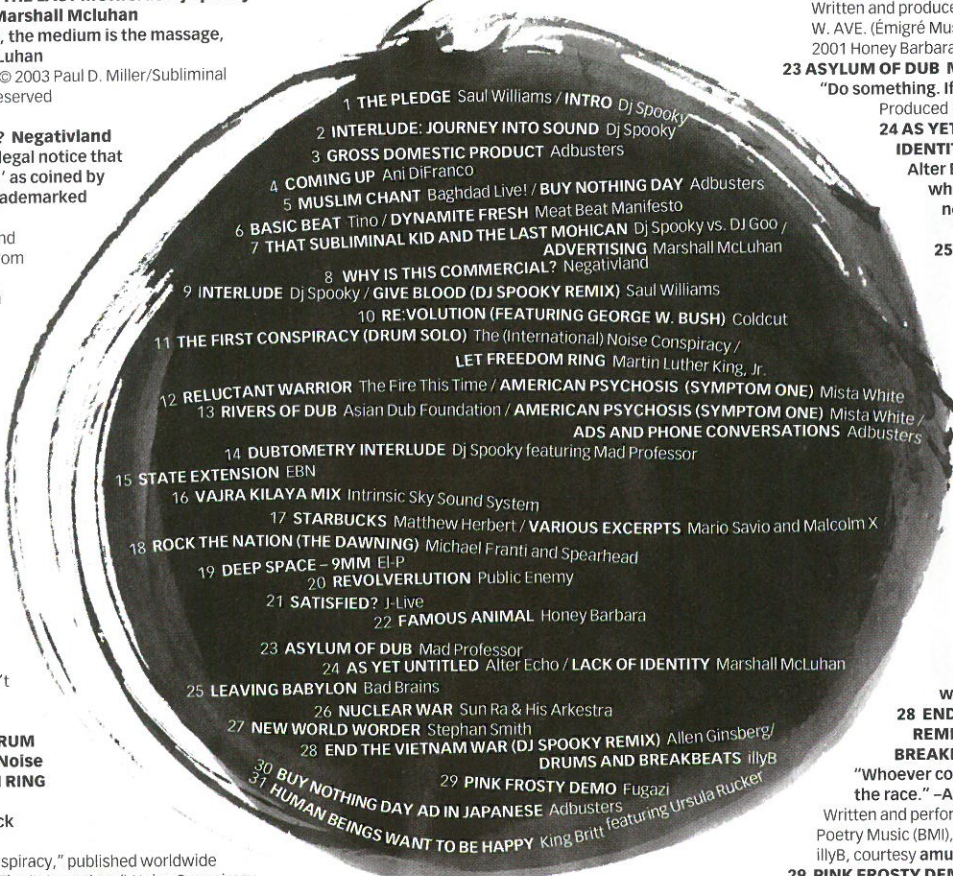 Marshall Mcluhan
, the medium is the massage,
Luhan
© 2003 Paul D. Miller/Subliminal
eserved
? Negativland
legal notice that
' as coined by
ademarked
nd
rom
't
RUM
Noise
RING
ck
spiracy," published worldwide
1 THE PLEDGE Saul Williams / INTRO Dj Spooky
2 INTERLUDE: JOURNEY INTO SOUND Dj Spooky
3 GROSS DOMESTIC PRODUCT Adbusters
4 COMING UP Ani DiFranco
5 MUSLIM CHANT Baghdad Live! / BUY NOTHING DAY Adbusters
6 BASIC BEAT Tino / DYNAMITE FRESH Meat Beat Manifesto
7 THAT SUBLIMINAL KID AND THE LAST MOHICAN Dj Spooky vs. DJ Goo /
ADVERTISING Marshall McLuhan
8 WHY IS THIS COMMERCIAL? Negativland
9 INTERLUDE Dj Spooky / GIVE BLOOD (DJ SPOOKY REMIX) Saul Williams
10 RE:VOLUTION (FEATURING GEORGE W. BUSH) Coldcut
11 THE FIRST CONSPIRACY (DRUM SOLO) The (International) Noise Conspiracy /
LET FREEDOM RING Martin Luther King, Jr.
12 RELUCTANT WARRIOR The Fire This Time / AMERICAN PSYCHOSIS (SYMPTOM ONE) Mista White
13 RIVERS OF DUB Asian Dub Foundation / AMERICAN PSYCHOSIS (SYMPTOM ONE) Mista White /
ADS AND PHONE CONVERSATIONS Adbusters
14 DUBTOMETRY INTERLUDE Dj Spooky featuring Mad Professor
15 STATE EXTENSION EBN
16 VAJRA KILAYA MIX Intrinsic Sky Sound System
17 STARBUCKS Matthew Herbert / VARIOUS EXCERPTS Mario Savio and Malcolm X
18 ROCK THE NATION (THE DAWNING) Michael Franti and Spearhead
19 DEEP SPACE – 9MM El-P
20 REVOLVERLUTION Public Enemy
21 SATISFIED? J-Live
22 FAMOUS ANIMAL Honey Barbara
23 ASYLUM OF DUB Mad Professor
24 AS YET UNTITLED Alter Echo / LACK OF IDENTITY Marshall McLuhan
25 LEAVING BABYLON Bad Brains
26 NUCLEAR WAR Sun Ra & His Arkestra
27 NEW WORLD WORDER Stephan Smith
28 END THE VIETNAM WAR (DJ SPOOKY REMIX) Allen Ginsberg/
DRUMS AND BREAKBEATS illyB
29 PINK FROSTY DEMO Fugazi
30 BUY NOTHING DAY AD IN JAPANESE Adbusters
31 HUMAN BEINGS WANT TO BE HAPPY King Britt featuring Ursula Rucker
Written and produce
W. AVE. (Émigré Mus
2001 Honey Barbara
23 ASYLUM OF DUB M
"Do something. If
Produced
24 AS YET
IDENTIT
Alter E
wh
n
25
w
28 END
REMI
BREAKB
"Whoever co
the race." –A
Written and perfor
Poetry Music (BMI),
illyB, courtesy amu
29 PINK FROSTY DEM